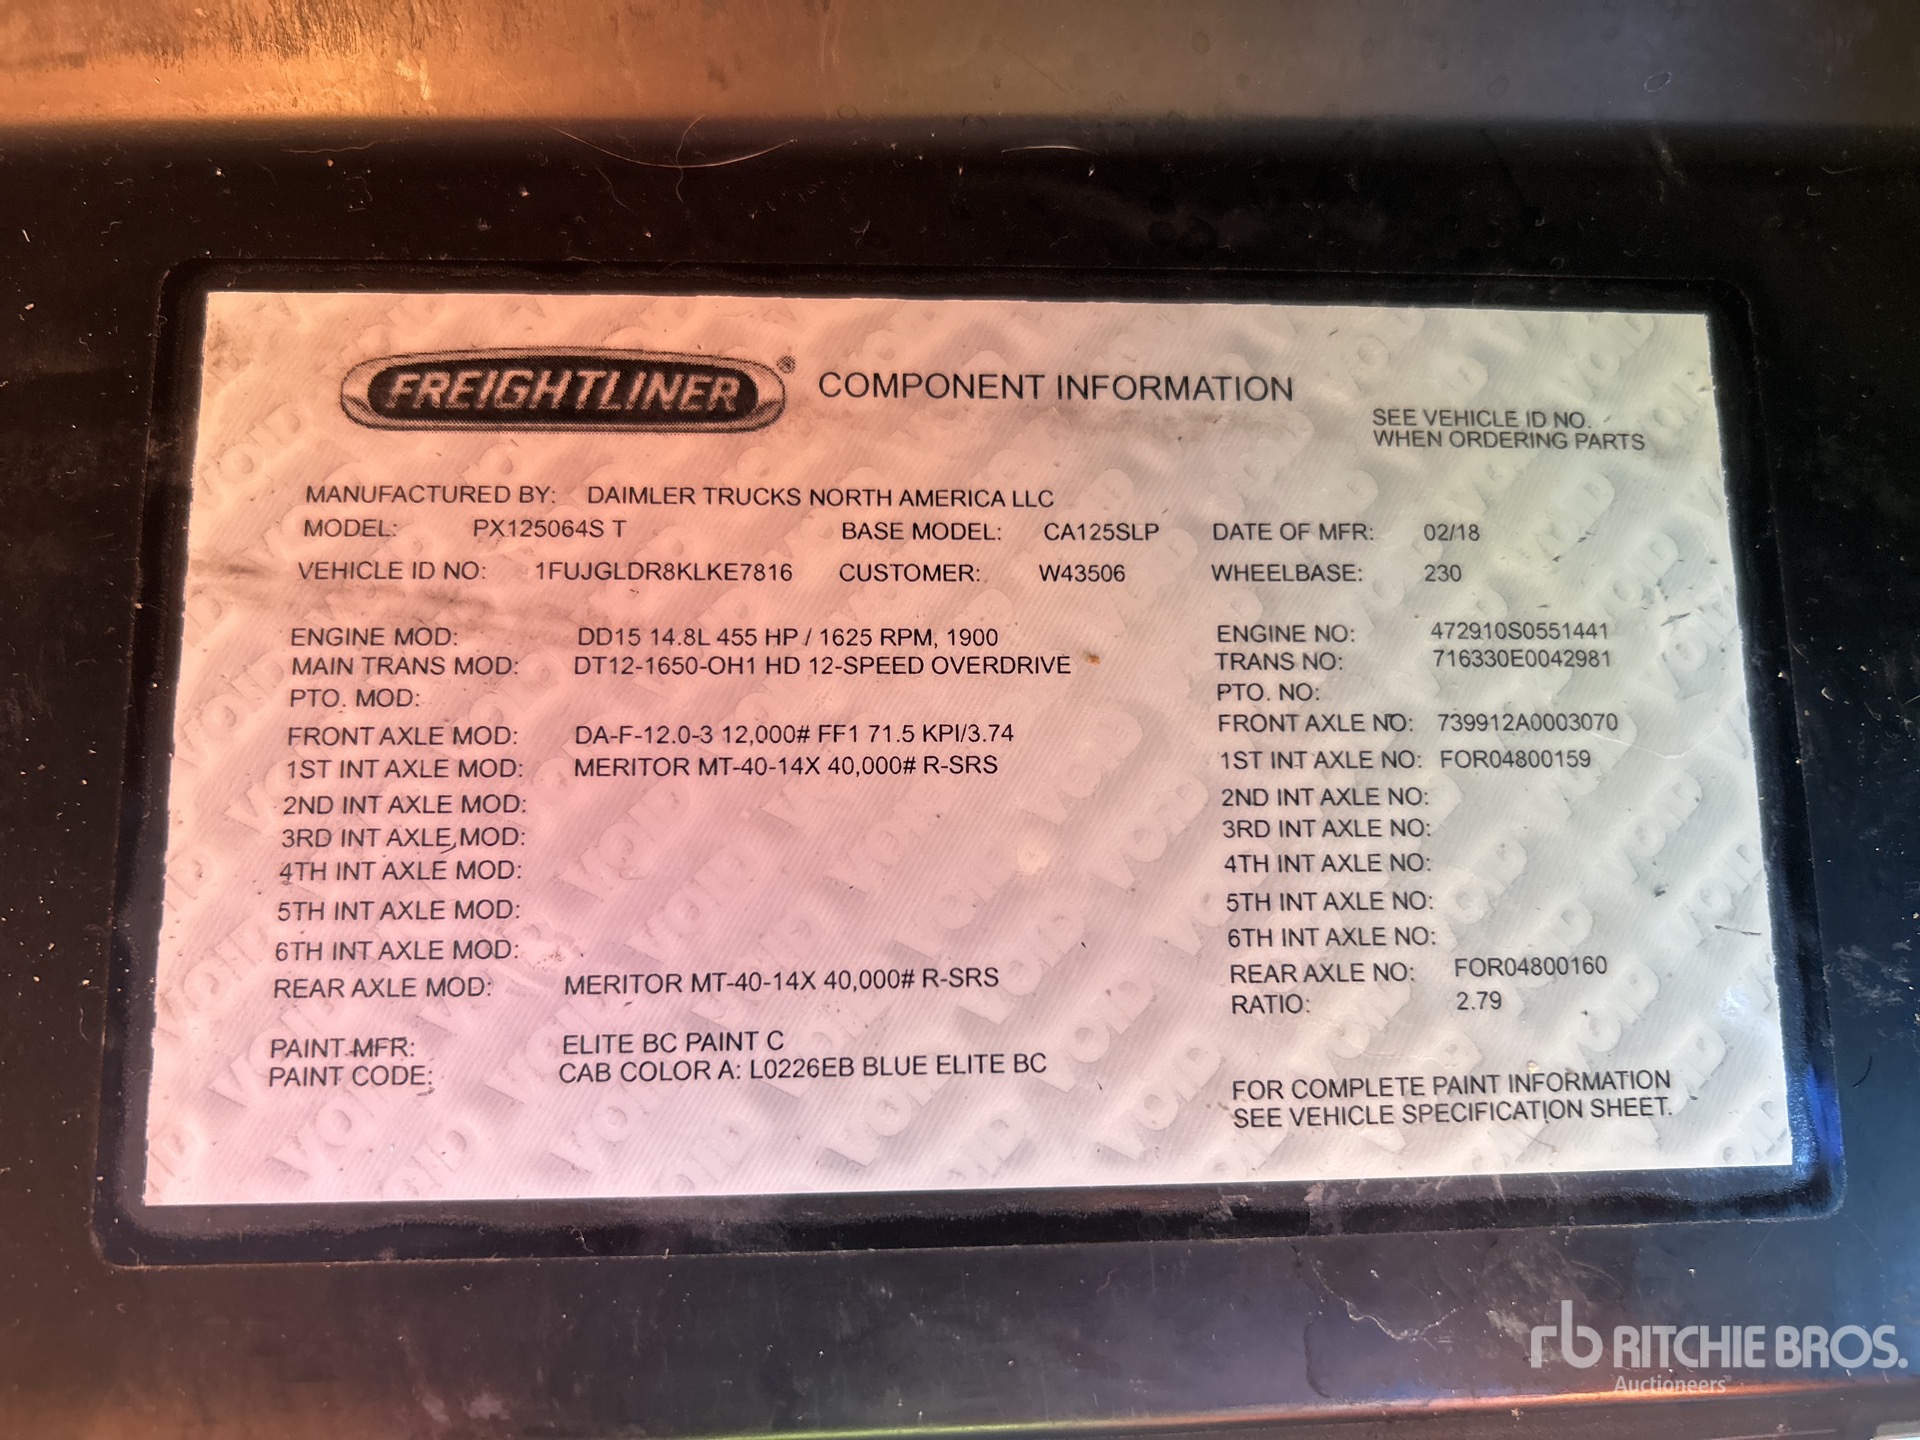 FREIGHTLINER® COMPONENT INFORMATION
SEE VEHICLE ID NO.
WHEN ORDERING PARTS
MANUFACTURED BY: DAIMLER TRUCKS NORTH AMERICA LLC
MODEL: PX125064S T BASE MODEL: CA125SLP DATE OF MFR: 02/18
VEHICLE ID NO: 1FUJGLDR8KLKE7816 CUSTOMER: W43506 WHEELBASE: 230
ENGINE MOD: DD15 14.8L 455 HP / 1625 RPM, 1900 ENGINE NO: 472910S0551441
MAIN TRANS MOD: DT12-1650-OH1 HD 12-SPEED OVERDRIVE TRANS NO: 716330E0042981
PTO. MOD: PTO. NO:
FRONT AXLE MOD: DA-F-12.0-3 12,000# FF1 71.5 KPI/3.74 FRONT AXLE NO: 739912A0003070
1ST INT AXLE MOD: MERITOR MT-40-14X 40,000# R-SRS 1ST INT AXLE NO: FOR04800159
2ND INT AXLE MOD: 2ND INT AXLE NO:
3RD INT AXLE MOD: 3RD INT AXLE NO:
4TH INT AXLE MOD: 4TH INT AXLE NO:
5TH INT AXLE MOD: 5TH INT AXLE NO:
6TH INT AXLE MOD: 6TH INT AXLE NO:
REAR AXLE MOD: MERITOR MT-40-14X 40,000# R-SRS REAR AXLE NO: FOR04800160
RATIO: 2.79
PAINT MFR: ELITE BC PAINT C
PAINT CODE: CAB COLOR A: L0226EB BLUE ELITE BC
FOR COMPLETE PAINT INFORMATION
SEE VEHICLE SPECIFICATION SHEET.
rb RITCHIE BROS.
Auctioneers